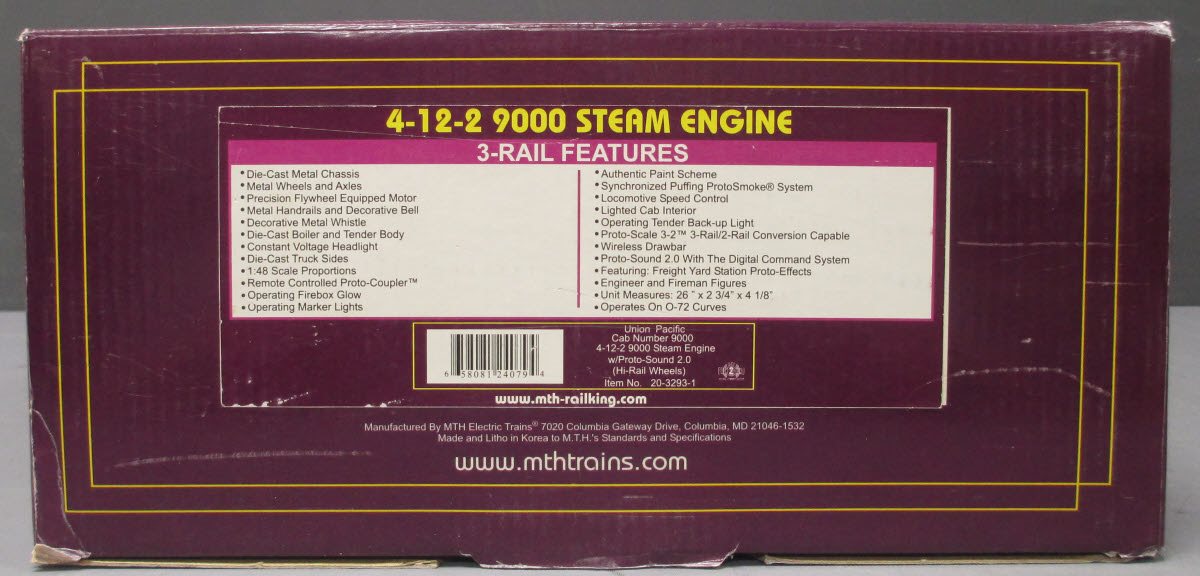 4-12-2 9000 STEAM ENGINE
3-RAIL FEATURES
• Die-Cast Metal Chassis
• Metal Wheels and Axles
• Precision Flywheel Equipped Motor
• Metal Handrails and Decorative Bell
• Decorative Metal Whistle
• Die-Cast Boiler and Tender Body
• Constant Voltage Headlight
• Die-Cast Truck Sides
• 1:48 Scale Proportions
• Remote Controlled Proto-Coupler™
• Operating Firebox Glow
• Operating Marker Lights
• Authentic Paint Scheme
• Synchronized Puffing ProtoSmoke® System
• Locomotive Speed Control
• Lighted Cab Interior
• Operating Tender Back-up Light
• Proto-Scale 3-2™ 3-Rail/2-Rail Conversion Capable
• Wireless Drawbar
• Proto-Sound 2.0 With The Digital Command System
• Featuring: Freight Yard Station Proto-Effects
• Engineer and Fireman Figures
• Unit Measures: 26 " x 2 3/4" x 4 1/8"
• Operates On O-72 Curves
6 58081 24079 4
Union Pacific
Cab Number 9000
4-12-2 9000 Steam Engine
w/Proto-Sound 2.0
(Hi-Rail Wheels)
Item No. 20-3293-1
www.mth-railking.com
Manufactured By MTH Electric Trains® 7020 Columbia Gateway Drive, Columbia, MD 21046-1532
Made and Litho in Korea to M.T.H.'s Standards and Specifications
www.mthtrains.com